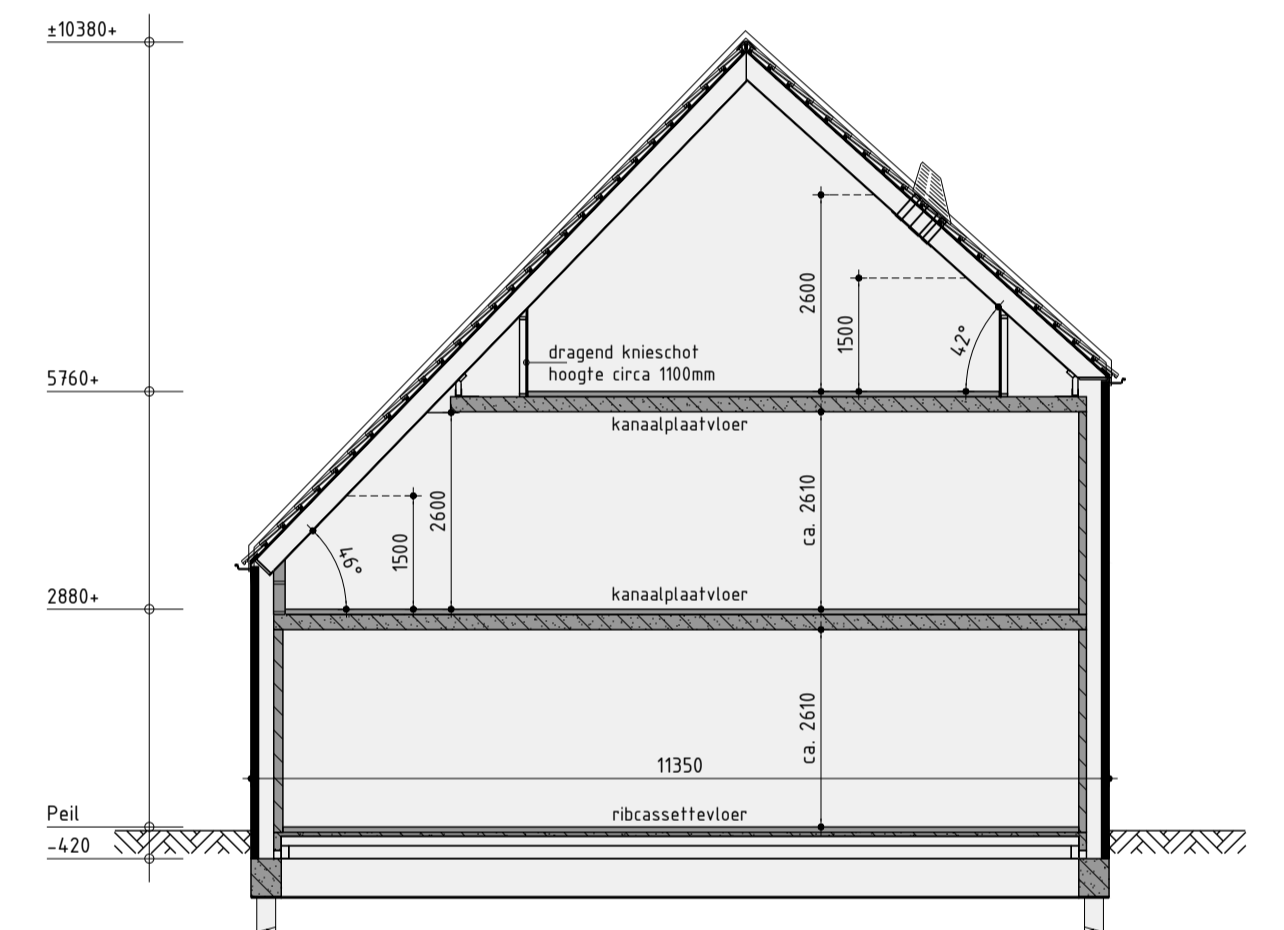 ±10380+
2600
1500
42°
dragend knieschot
hoogte circa 1100mm
5760+
kanaalplaatvloer
2600
ca. 2610
1500
46°
2880+
kanaalplaatvloer
ca. 2610
11350
Peil
ribcassettevloer
-420